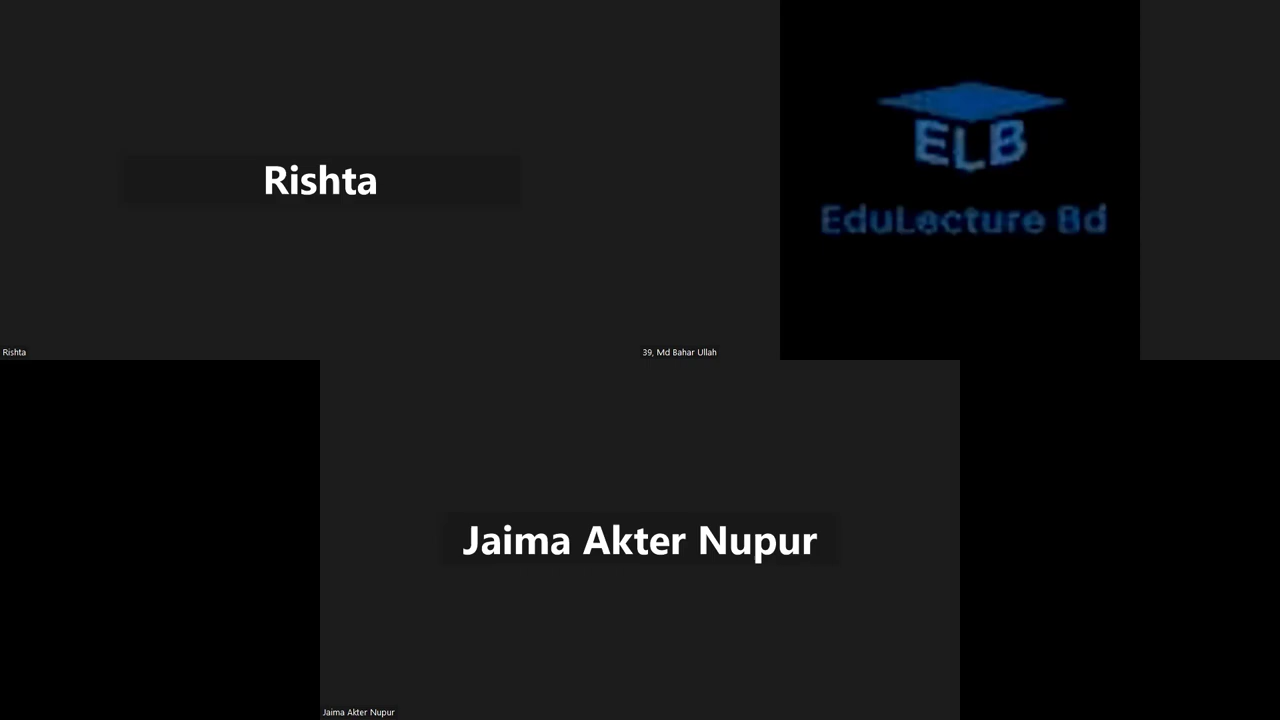 Rishta
ELB
EduLecture Bd
Rishta
39, Md Bahar Ullah
Jaima Akter Nupur
Jaima Akter Nupur